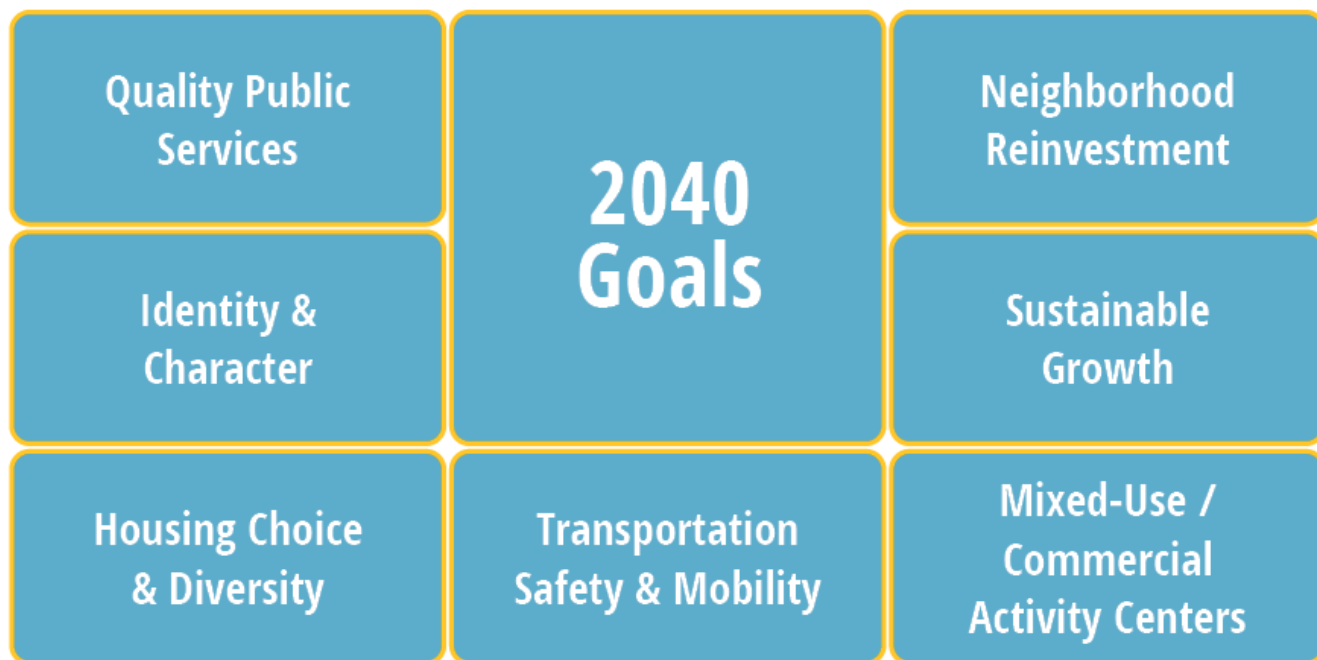 Quality Public
Services
2040
Goals
Neighborhood
Reinvestment
Identity &
Character
Sustainable
Growth
Housing Choice
& Diversity
Transportation
Safety & Mobility
Mixed-Use /
Commercial
Activity Centers